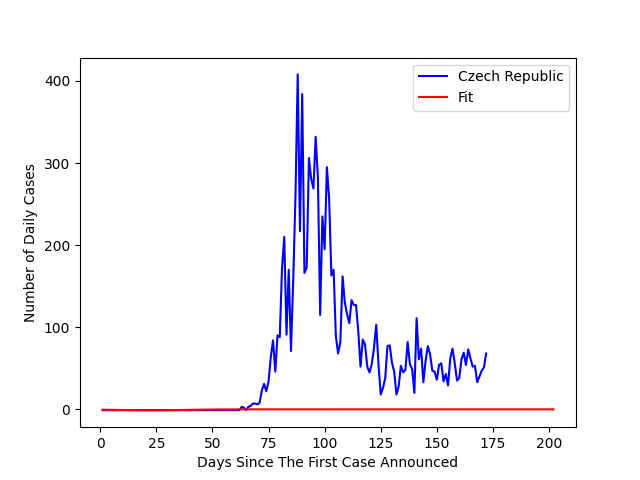 Czech Republic
Fit
400
300
200
100
0
Number of Daily Cases
0 25 50 75 100 125 150 175 200
Days Since The First Case Announced